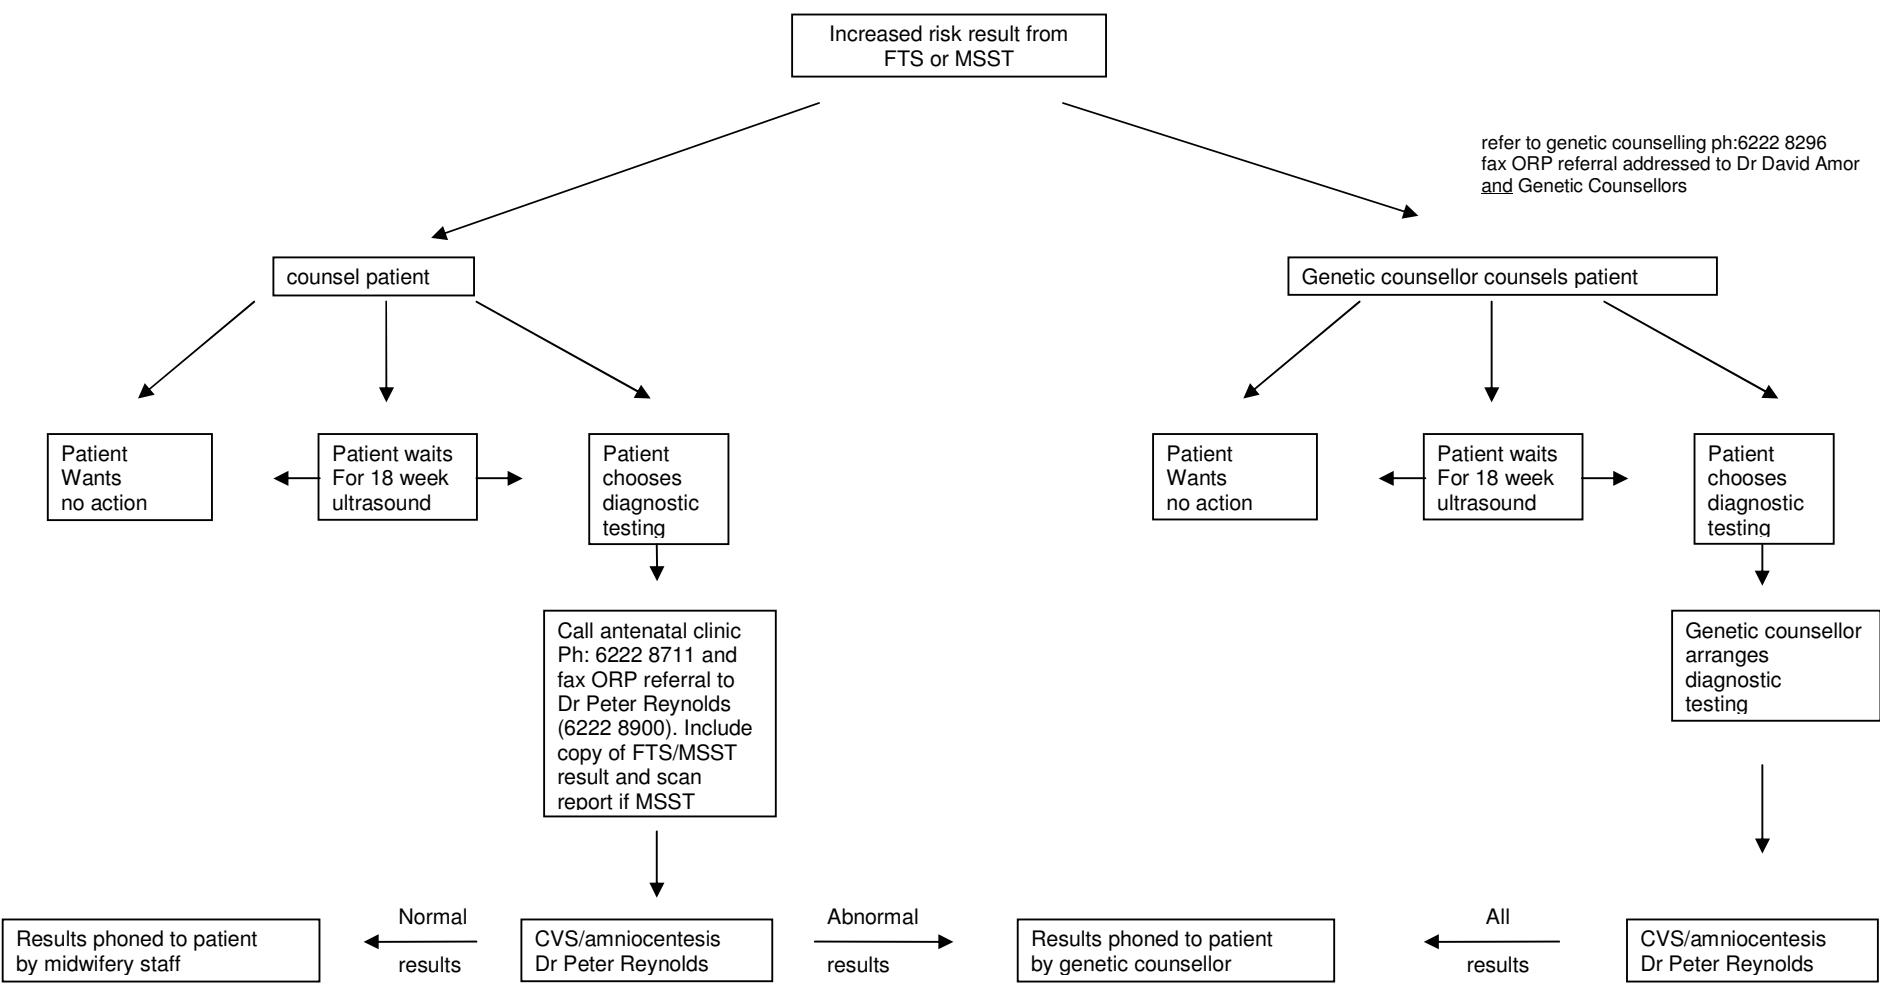 Increased risk result from
FTS or MSST
refer to genetic counselling ph:6222 8296
fax ORP referral addressed to Dr David Amor
and Genetic Counsellors
counsel patient
Genetic counsellor counsels patient
Patient
Wants
no action
Patient waits
For 18 week
ultrasound
Patient
chooses
diagnostic
testing
Patient
Wants
no action
Patient waits
For 18 week
ultrasound
Patient
chooses
diagnostic
testing
Call antenatal clinic
Ph: 6222 8711 and
fax ORP referral to
Dr Peter Reynolds
(6222 8900). Include
copy of FTS/MSST
result and scan
report if MSST
Genetic counsellor
arranges
diagnostic
testing
Results phoned to patient
by midwifery staff
Normal
results
CVS/amniocentesis
Dr Peter Reynolds
Abnormal
results
Results phoned to patient
by genetic counsellor
All
results
CVS/amniocentesis
Dr Peter Reynolds